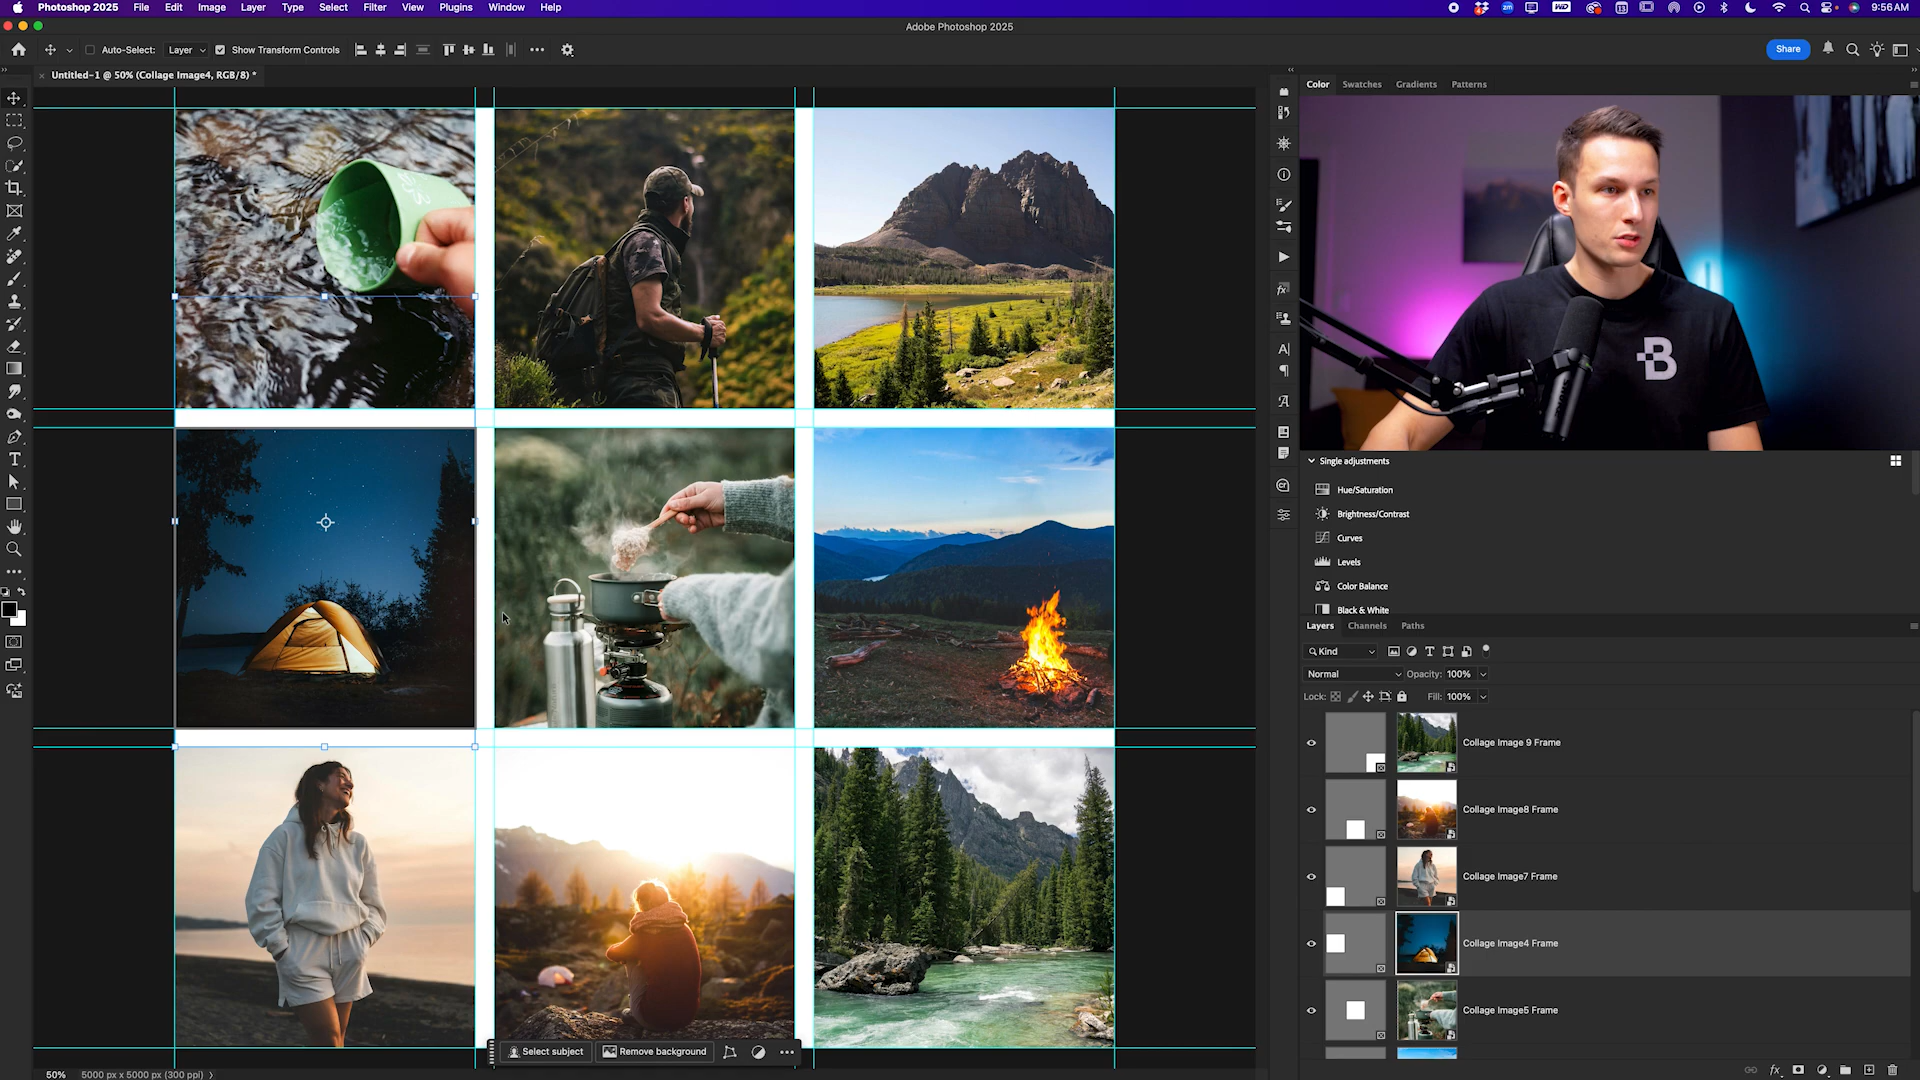 Photoshop 2025 File Edit Image Layer Type Select Filter View Plugins Window Help 9:56 AM
Adobe Photoshop 2025
Auto-Select: Layer Show Transform Controls Share
Untitled-1 @ 50% (Collage Image4, RGB/8) *
Color Swatches Gradients Patterns
B
Single adjustments
Hue/Saturation
Brightness/Contrast
Curves
Levels
Color Balance
Black & White
Layers Channels Paths
Kind
Normal Opacity: 100%
Lock: Fill: 100%
Collage Image 9 Frame
Collage Image8 Frame
Collage Image7 Frame
Collage Image4 Frame
Collage Image5 Frame
Select subject Remove background
50% 5000 px x 5000 px (300 ppi)